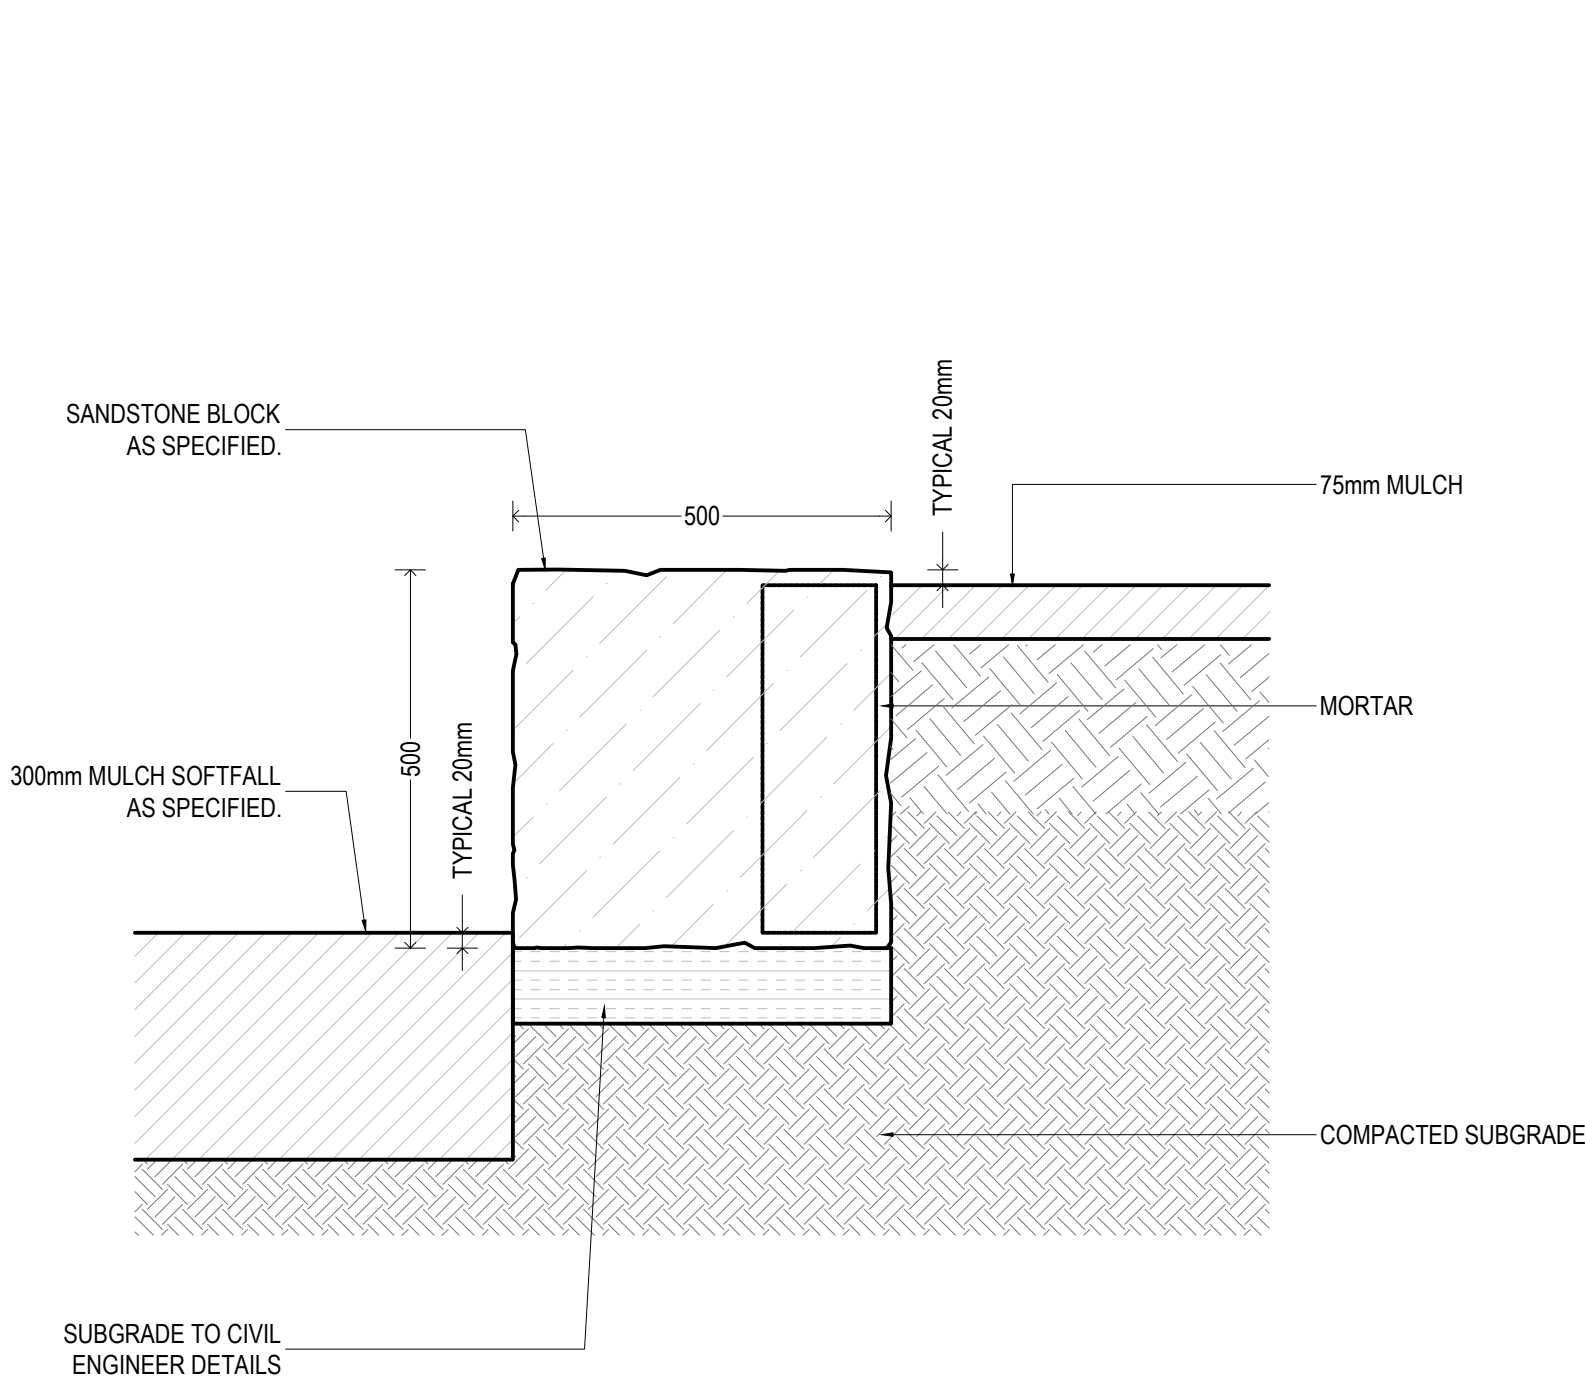 SANDSTONE BLOCK
AS SPECIFIED.
TYPICAL 20mm
75mm MULCH
500
MORTAR
500
TYPICAL 20mm
300mm MULCH SOFTFALL
AS SPECIFIED.
COMPACTED SUBGRADE
SUBGRADE TO CIVIL
ENGINEER DETAILS